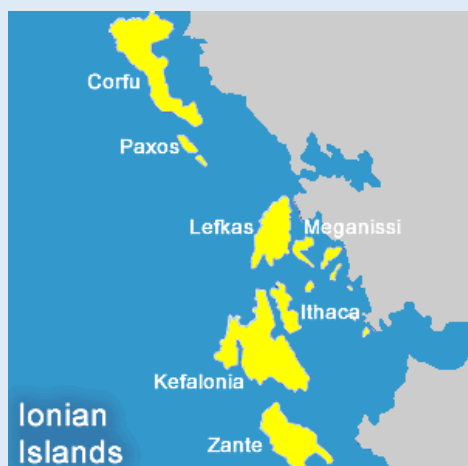 Corfu
Paxos
Lefkas
Meganissi
Ithaca
Kefalonia
Ionian
Islands
Zante